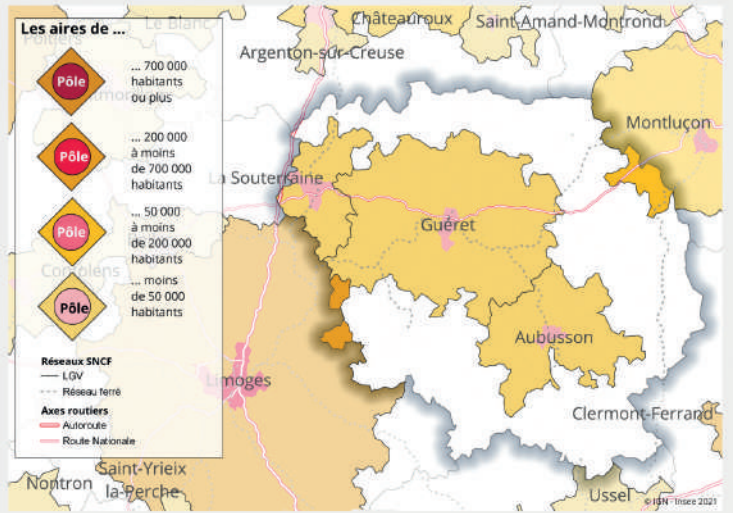 Les aires de ...
Pôle
... 700 000
habitants
ou plus
Pôle
... 200 000
à moins
de 700 000
habitants
Pôle
... 50 000
à moins
de 200 000
habitants
Pôle
... moins
de 50 000
habitants
Réseaux SNCF
LGV
Réseau ferré
Axes routiers
Autoroute
Route Nationale
Poitiers
Le Blanc
Châteauroux
Saint-Amand-Montrond
Argenton-sur-Creuse
Montluçon
La Souterraine
Guéret
Aubusson
Limoges
Clermont-Ferrand
Saint-Yrieix
la-Perche
Nontron
Ussel
© IGN - Insee 2021